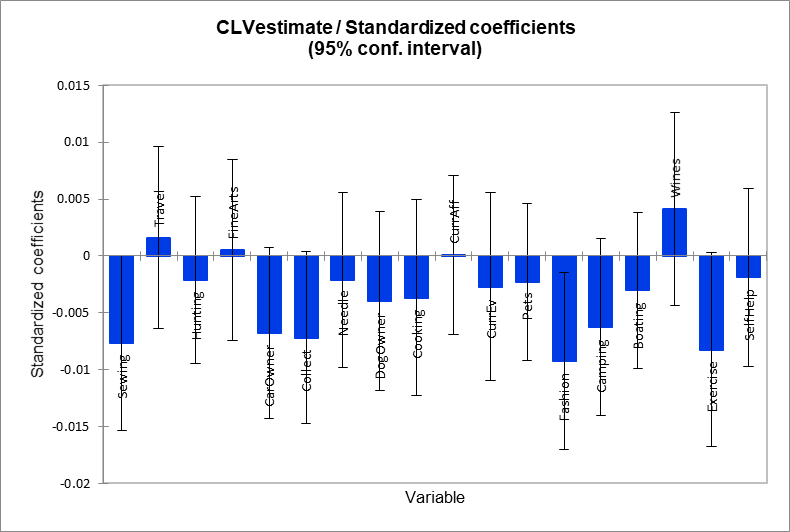 CLVestimate / Standardized coefficients
(95% conf. interval)
0.015
0.01
0.005
0
-0.005
-0.01
-0.015
-0.02
Standardized coefficients
Sewing
Travel
Hunting
FineArts
CarOwner
Collect
Needle
DogOwner
Cooking
CurrAff
CurrEv
Pets
Fashion
Camping
Boating
Wines
Exercise
SelfHelp
Variable